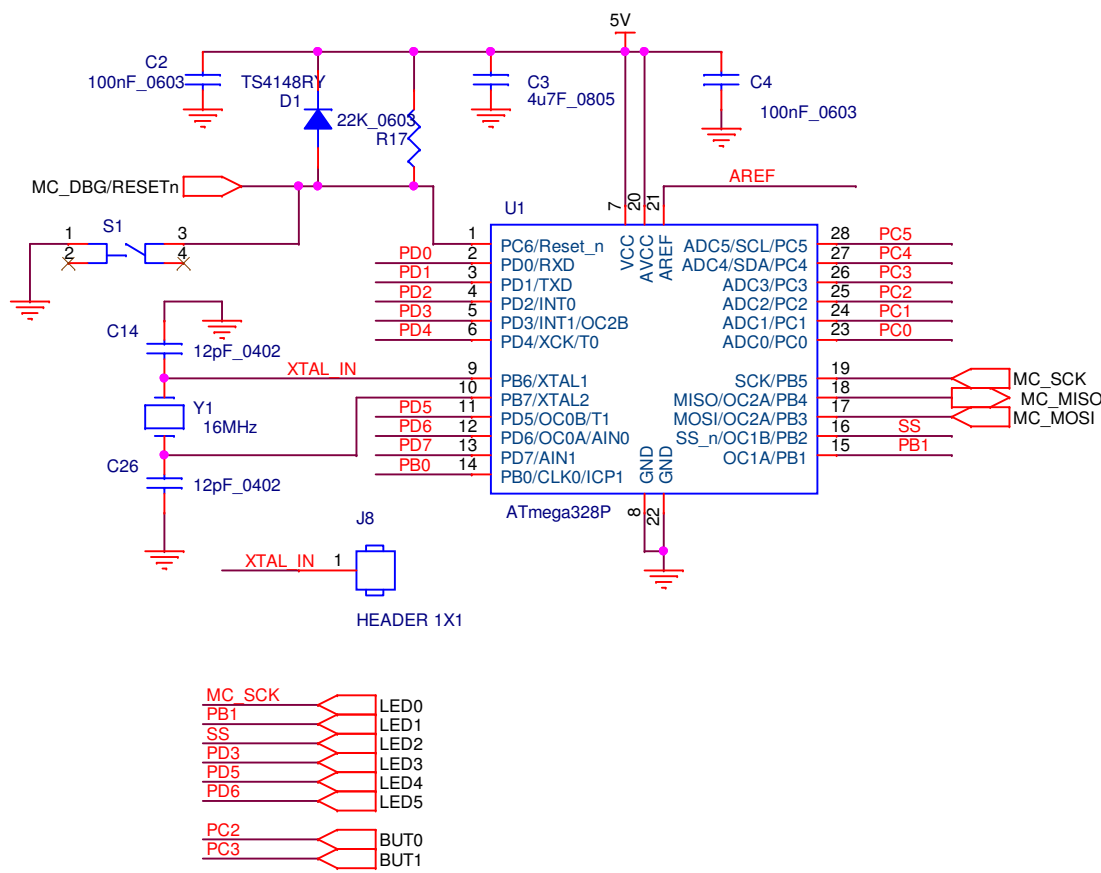 5V
C2
100nF_0603
TS4148RY
D1
22K_0603
R17
C3
4u7F_0805
C4
100nF_0603
MC_DBG/RESETn
AREF
S1
1
2
3
4
U1
7
20
21
VCC
AVCC
AREF
1 PC6/Reset_n
PD0 2 PD0/RXD
PD1 3 PD1/TXD
PD2 4 PD2/INT0
PD3 5 PD3/INT1/OC2B
PD4 6 PD4/XCK/T0
XTAL_IN 9 PB6/XTAL1
10 PB7/XTAL2
PD5 11 PD5/OC0B/T1
PD6 12 PD6/OC0A/AIN0
PD7 13 PD7/AIN1
PB0 14 PB0/CLK0/ICP1
ADC5/SCL/PC5 28 PC5
ADC4/SDA/PC4 27 PC4
ADC3/PC3 26 PC3
ADC2/PC2 25 PC2
ADC1/PC1 24 PC1
ADC0/PC0 23 PC0
SCK/PB5 19 MC_SCK
MISO/OC2A/PB4 18 MC_MISO
MOSI/OC2A/PB3 17 MC_MOSI
SS_n/OC1B/PB2 16 SS
OC1A/PB1 15 PB1
GND
GND
8
22
ATmega328P
C14
12pF_0402
Y1
16MHz
C26
12pF_0402
J8
XTAL_IN 1
HEADER 1X1
MC_SCK LED0
PB1 LED1
SS LED2
PD3 LED3
PD5 LED4
PD6 LED5
PC2 BUT0
PC3 BUT1